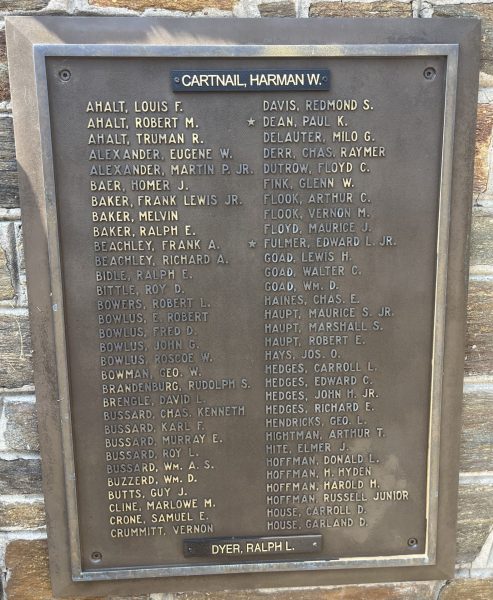 CARTNAIL, HARMAN W.
AHALT, LOUIS F.
AHALT, ROBERT M.
AHALT, TRUMAN R.
ALEXANDER, EUGENE W.
ALEXANDER, MARTIN P. JR.
BAER, HOMER J.
BAKER, FRANK LEWIS JR.
BAKER, MELVIN
BAKER, RALPH E.
BEACHLEY, FRANK A.
BEACHLEY, RICHARD A.
BIDLE, RALPH E.
BITTLE, ROY D.
BOWERS, ROBERT L.
BOWLUS, E. ROBERT
BOWLUS, FRED D.
BOWLUS, JOHN G.
BOWLUS, ROSCOE W.
BOWMAN, GEO. W.
BRANDENBURG, RUDOLPH S.
BRENGLE, DAVID L.
BUSSARD, CHAS. KENNETH
BUSSARD, KARL F.
BUSSARD, MURRAY E.
BUSSARD, ROY L.
BUSSARD, WM. A. S.
BUZZERD, WM. D.
BUTTS, GUY J.
CLINE, MARLOWE M.
CRONE, SAMUEL E.
CRUMMITT, VERNON
DAVIS, REDMOND S.
★ DEAN, PAUL K.
DELAUTER, MILO G.
DERR, CHAS. RAYMER
DUTROW, FLOYD C.
FINK, GLENN W.
FLOOK, ARTHUR C.
FLOOK, VERNON M.
FLOYD, MAURICE J.
★ FULMER, EDWARD L. JR.
GOAD, LEWIS H.
GOAD, WALTER C.
GOAD, WM. D.
HAINES, CHAS. E.
HAUPT, MAURICE S. JR.
HAUPT, MARSHALL S.
HAUPT, ROBERT E.
HAYS, JOS. O.
HEDGES, CARROLL L.
HEDGES, EDWARD C.
HEDGES, JOHN H. JR.
HEDGES, RICHARD E.
HENDRICKS, GEO. L.
HIGHTMAN, ARTHUR T.
HITE, ELMER J.
HOFFMAN, DONALD L.
HOFFMAN, H. HYDEN
HOFFMAN, HAROLD H.
HOFFMAN, RUSSELL JUNIOR
HOUSE, CARROLL D.
HOUSE, GARLAND D.
DYER, RALPH L.